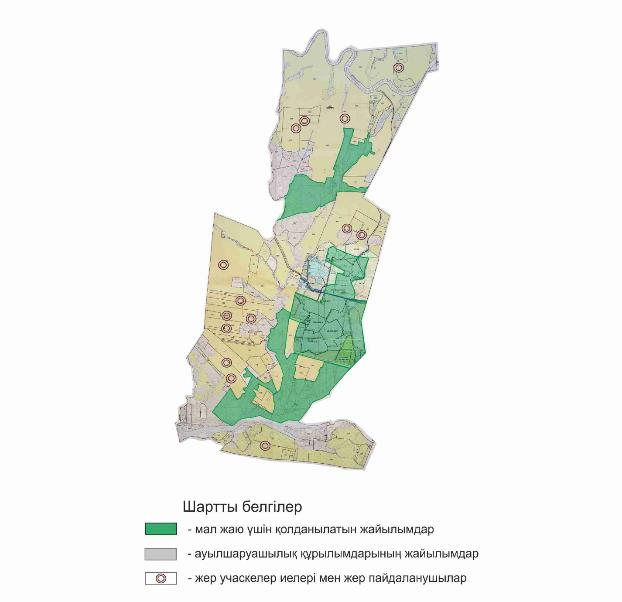 Шартты белгілер
- мал жаю үшін қолданылатын жайылымдар
- ауылшаруашылық құрылымдарының жайылымдар
- жер учаскелер иелері мен жер пайдаланушылар